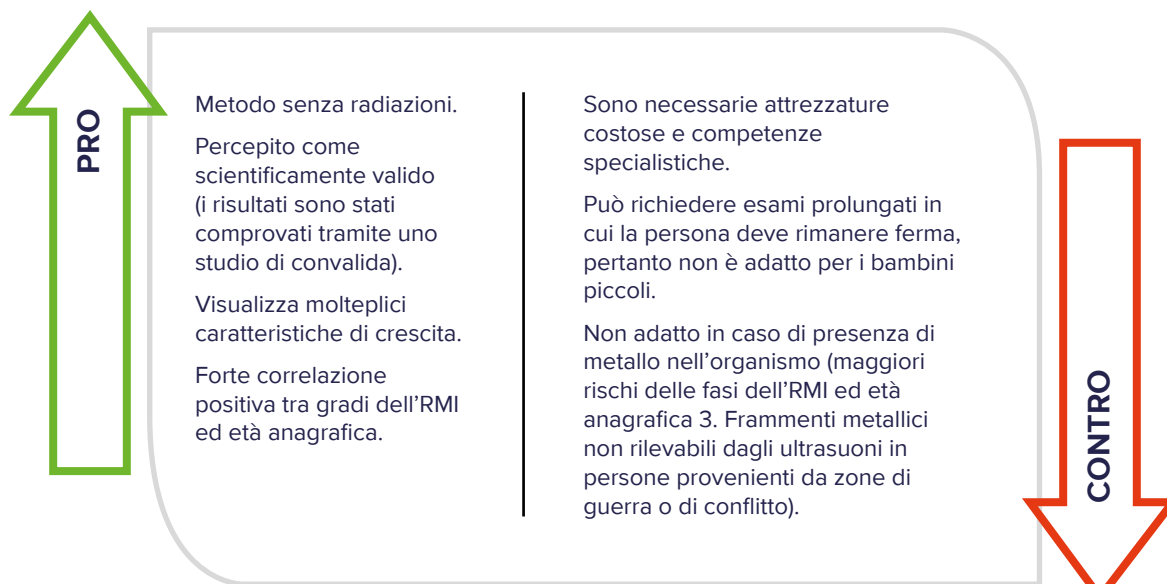 PRO
Metodo senza radiazioni.
Percepito come
scientificamente valido
(i risultati sono stati
comprovati tramite uno
studio di convalida).
Visualizza molteplici
caratteristiche di crescita.
Forte correlazione
positiva tra gradi dell’RMI
ed età anagrafica.
Sono necessarie attrezzature
costose e competenze
specialistiche.
Può richiedere esami prolungati in
cui la persona deve rimanere ferma,
pertanto non è adatto per i bambini
piccoli.
Non adatto in caso di presenza di
metallo nell’organismo (maggiori
rischi delle fasi dell’RMI ed età
anagrafica 3. Frammenti metallici
non rilevabili dagli ultrasuoni in
persone provenienti da zone di
guerra o di conflitto).
CONTRO